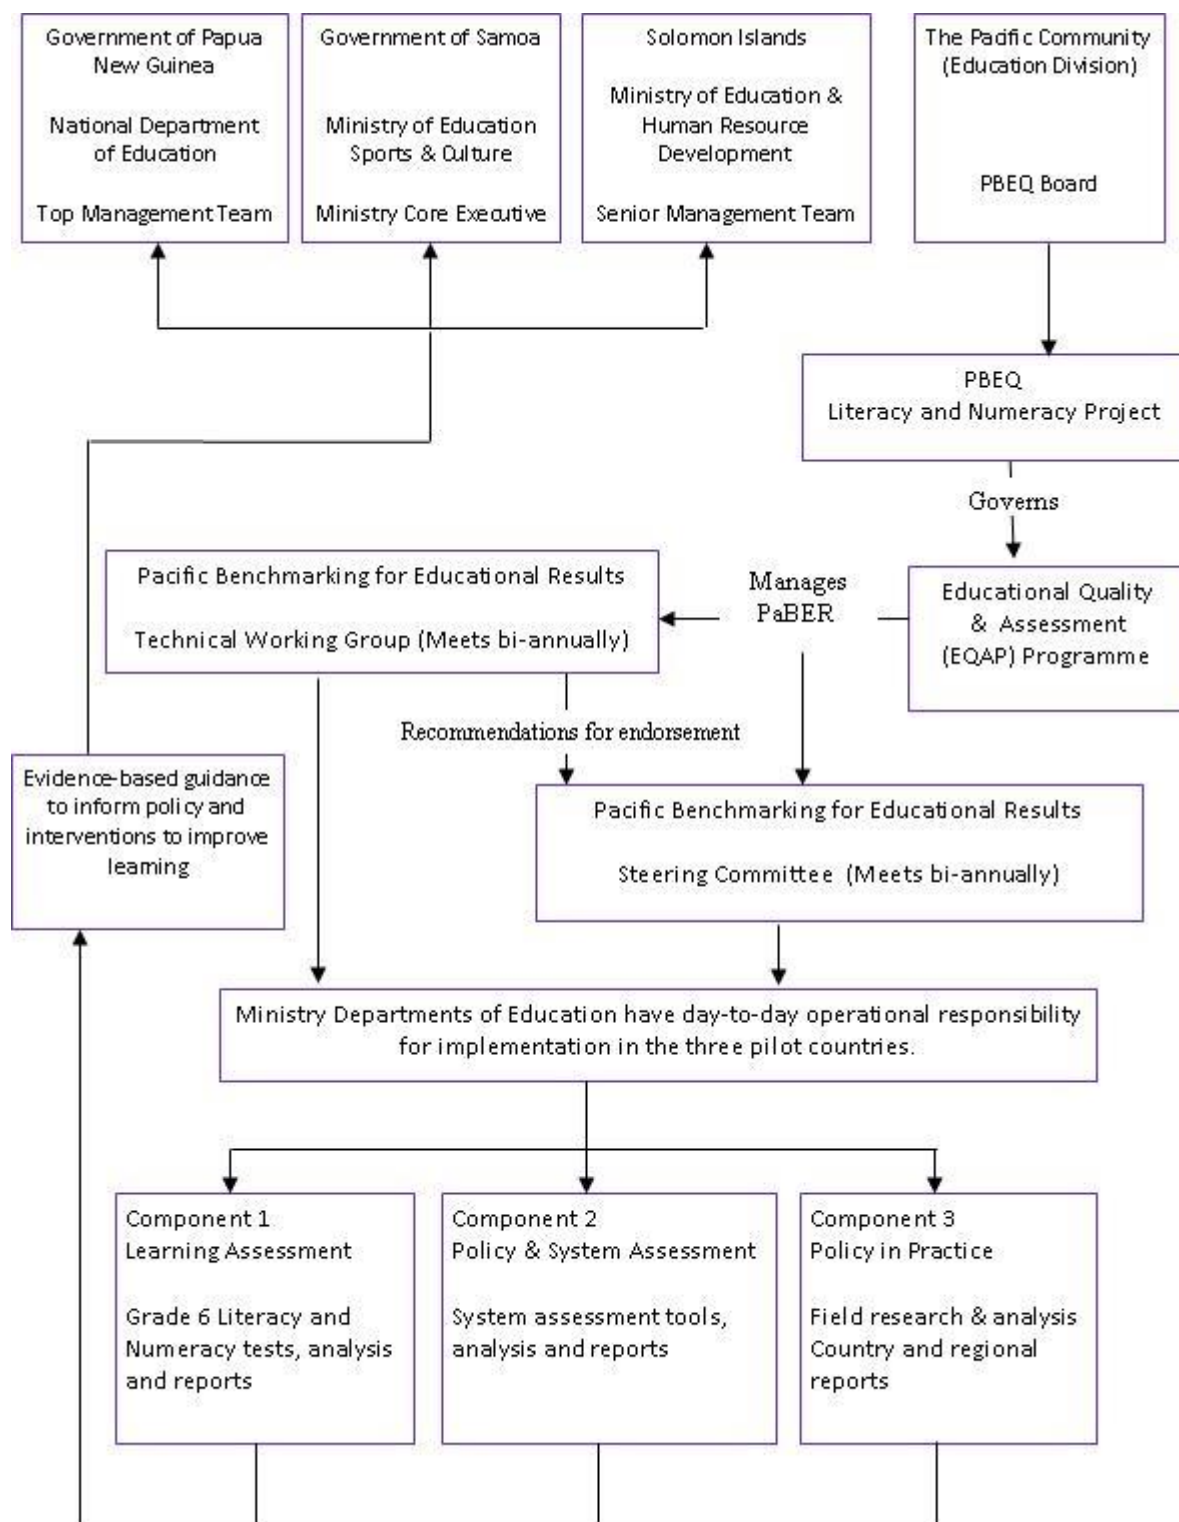 Government of Papua
New Guinea
National Department
of Education
Top Management Team
Government of Samoa
Ministry of Education
Sports & Culture
Ministry Core Executive
Solomon Islands
Ministry of Education &
Human Resource
Development
Senior Management Team
The Pacific Community
(Education Division)
PBEQ Board
PBEQ
Literacy and Numeracy Project
Governs
Educational Quality
& Assessment
(EQAP) Programme
Manages
PaBER
Pacific Benchmarking for Educational Results
Technical Working Group (Meets bi-annually)
Recommendations for endorsement
Evidence-based guidance
to inform policy and
interventions to improve
learning
Pacific Benchmarking for Educational Results
Steering Committee (Meets bi-annually)
Ministry Departments of Education have day-to-day operational responsibility
for implementation in the three pilot countries.
Component 1
Learning Assessment
Grade 6 Literacy and
Numeracy tests, analysis
and reports
Component 2
Policy & System Assessment
System assessment tools,
analysis and reports
Component 3
Policy in Practice
Field research & analysis
Country and regional
reports